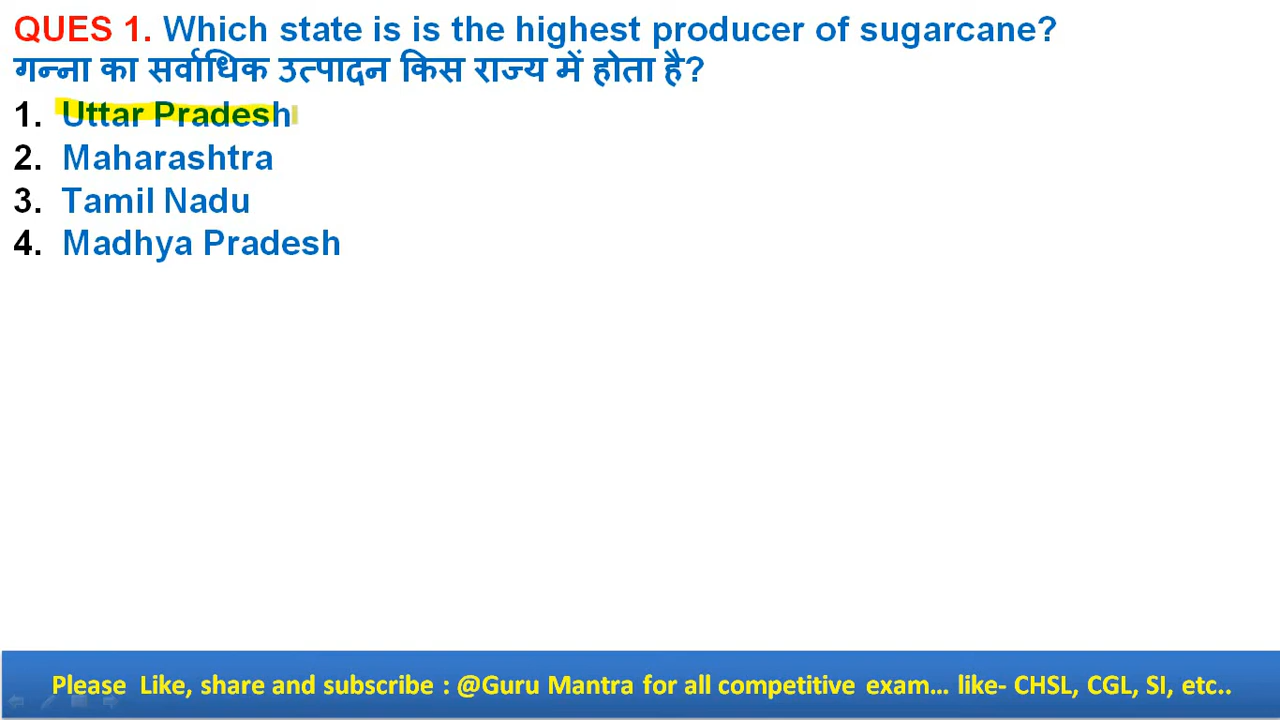 QUES 1. Which state is is the highest producer of sugarcane?
गन्ना का सर्वाधिक उत्पादन किस राज्य में होता है?
1. Uttar Pradesh
2. Maharashtra
3. Tamil Nadu
4. Madhya Pradesh
Please Like, share and subscribe : @Guru Mantra for all competitive exam... like- CHSL, CGL, SI, etc..